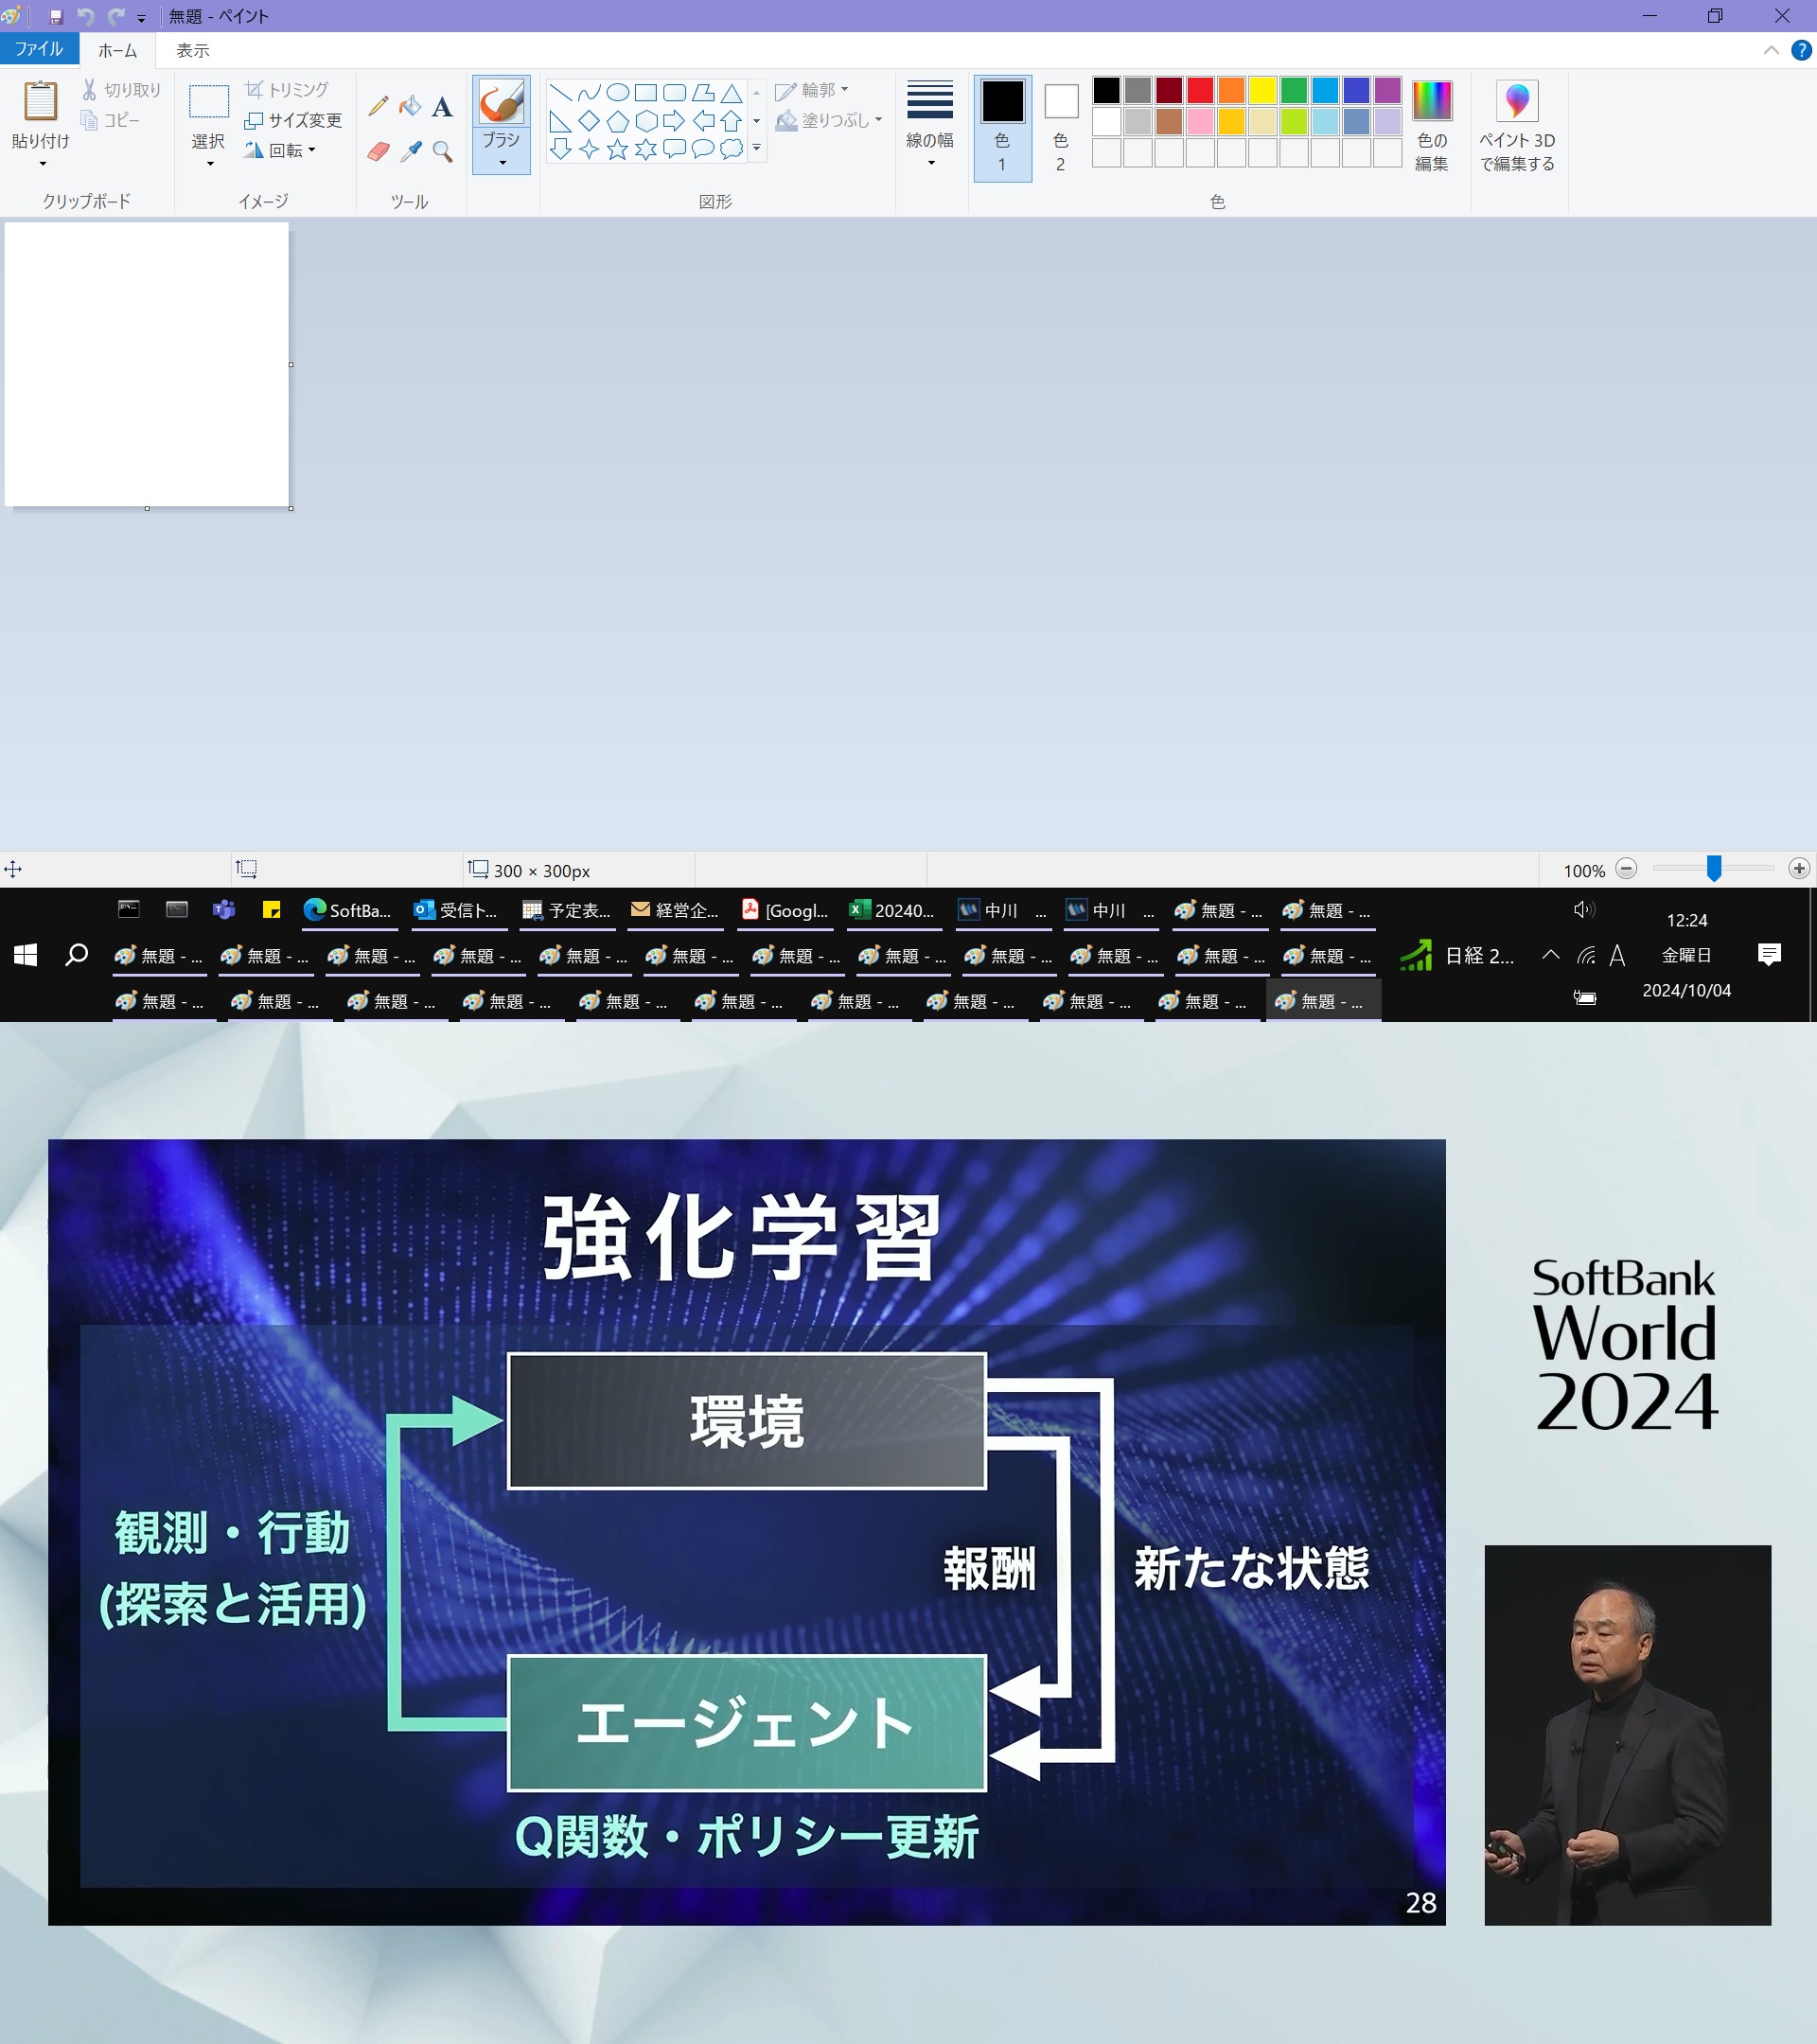 無題 - ペイント
ファイル ホーム 表示
貼り付け 切り取り コピー
クリップボード
選択 トリミング サイズ変更 回転
イメージ
A
ツール
ブラシ
輪郭 塗りつぶし
図形
線の幅
色 1
色 2
色の 編集
色
ペイント 3D で編集する
300 × 300px
100%
SoftBa... 受信ト... 予定表... 経営企... [Googl... 20240... 中川 ... 中川 ... 無題 - ... 無題 - ...
無題 - ... 無題 - ... 無題 - ... 無題 - ... 無題 - ... 無題 - ... 無題 - ... 無題 - ... 無題 - ... 無題 - ... 無題 - ... 無題 - ...
無題 - ... 無題 - ... 無題 - ... 無題 - ... 無題 - ... 無題 - ... 無題 - ... 無題 - ... 無題 - ... 無題 - ... 無題 - ...
日経 2...
A
12:24
金曜日
2024/10/04
強化学習
環境
観測・行動
(探索と活用)
報酬
新たな状態
エージェント
Q関数・ポリシー更新
28
SoftBank
World
2024